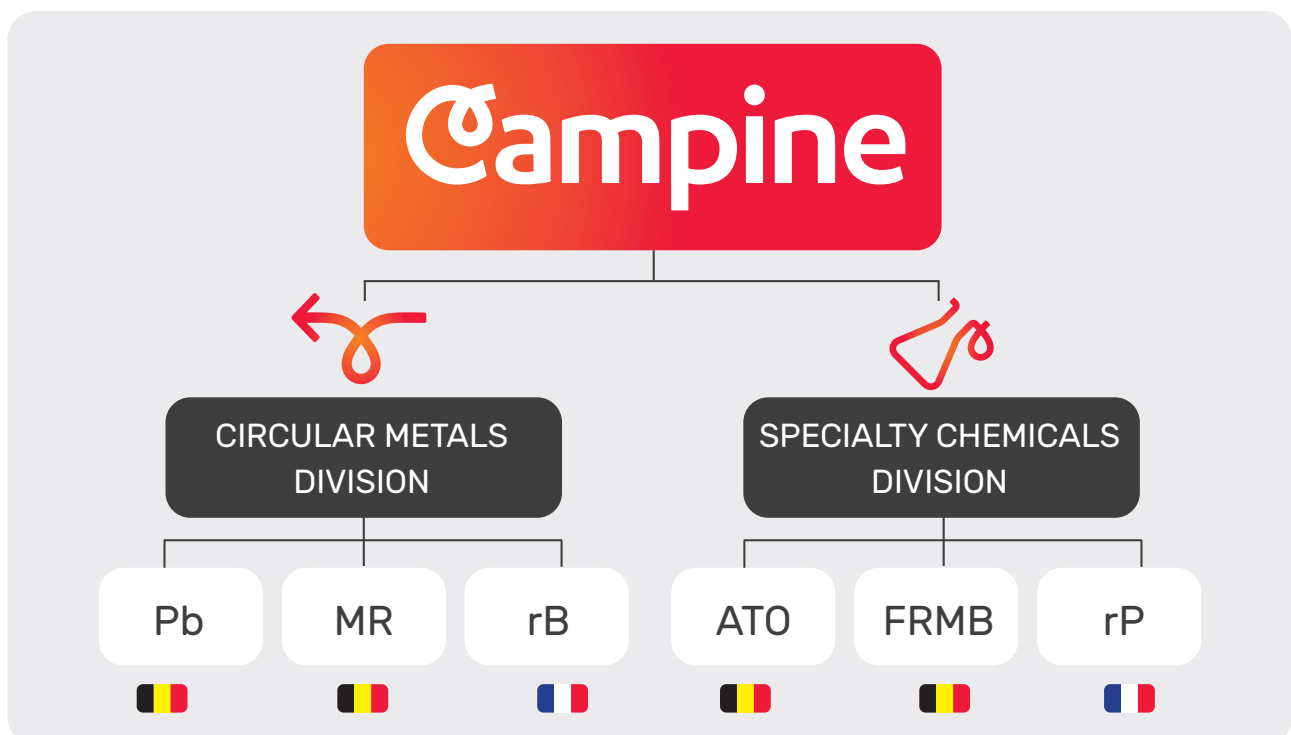 Campine
CIRCULAR METALS
DIVISION
SPECIALTY CHEMICALS
DIVISION
Pb
MR
rB
ATO
FRMB
rP